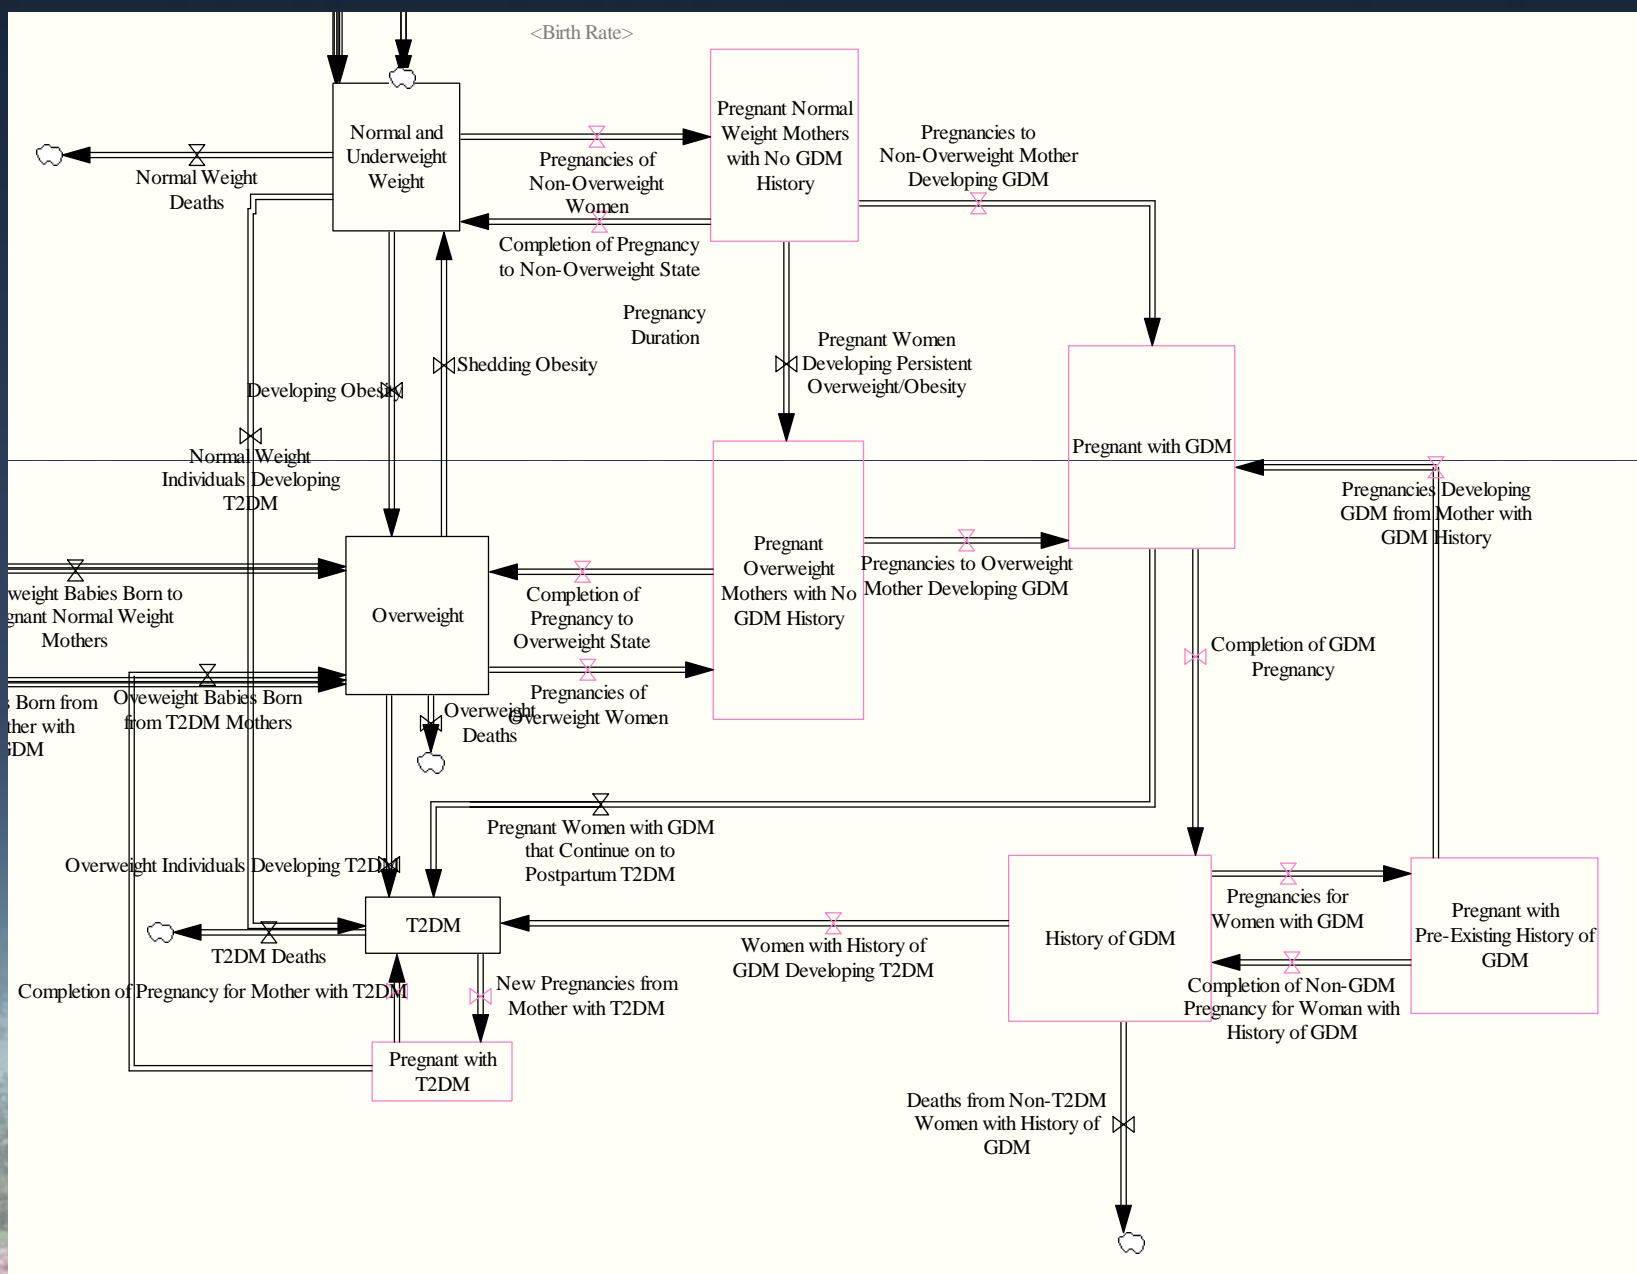 <Birth Rate>
Normal and
Underweight
Weight
Normal Weight
Deaths
Pregnancies of
Non-Overweight
Women
Completion of Pregnancy
to Non-Overweight State
Pregnant Normal
Weight Mothers
with No GDM
History
Pregnancies to
Non-Overweight Mother
Developing GDM
Pregnancy
Duration
Pregnant Women
Developing Persistent
Overweight/Obesity
Shedding Obesity
Developing Obesity
Normal Weight
Individuals Developing
T2DM
Pregnant with GDM
Pregnancies Developing
GDM from Mother with
GDM History
Pregnant
Overweight
Mothers with No
GDM History
Pregnancies to Overweight
Mother Developing GDM
Overweight
Completion of
Pregnancy to
Overweight State
Pregnancies of
Overweight Women
weight Babies Born to
gnant Normal Weight
Mothers
s Born from
ther with
GDM
Oveweight Babies Born
from T2DM Mothers
Overweight
Deaths
Completion of GDM
Pregnancy
Pregnant Women with GDM
that Continue on to
Postpartum T2DM
Overweight Individuals Developing T2DM
T2DM
T2DM Deaths
Women with History of
GDM Developing T2DM
History of GDM
Pregnancies for
Women with GDM
Pregnant with
Pre-Existing History of
GDM
Completion of Non-GDM
Pregnancy for Woman with
History of GDM
Completion of Pregnancy for Mother with T2DM
New Pregnancies from
Mother with T2DM
Pregnant with
T2DM
Deaths from Non-T2DM
Women with History of
GDM